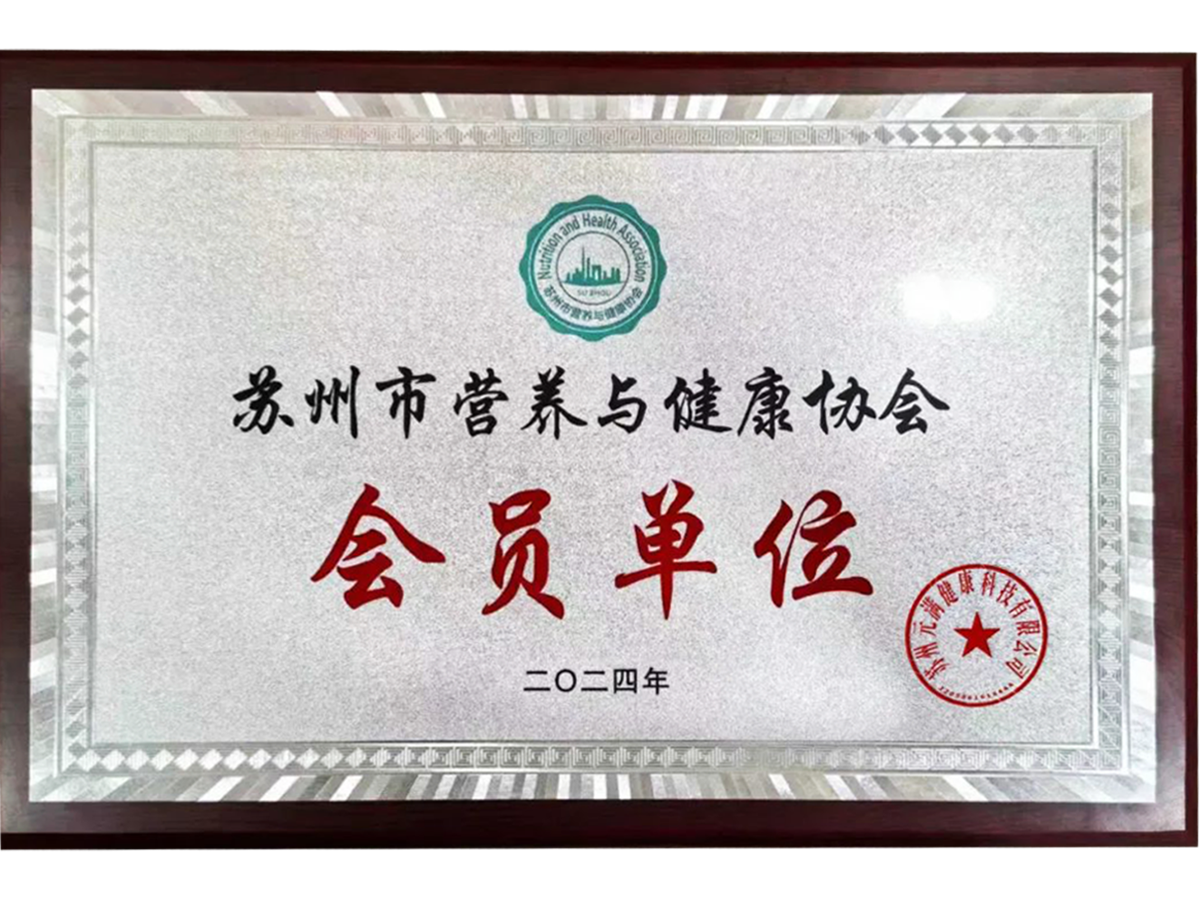 Nutrition and Health Association
SU ZHOU
苏州市营养与健康协会
苏州市营养与健康协会
会员单位
二〇二四年
苏州元满健康科技有限公司